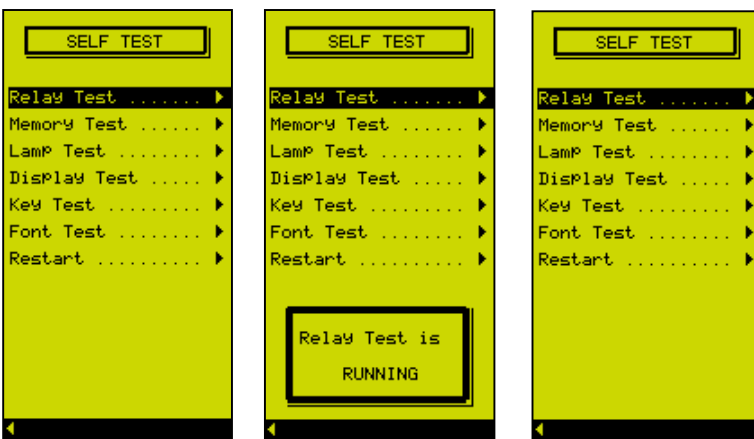 SELF TEST
Relay Test .......
Memory Test ......
Lamp Test ........
Display Test .....
Key Test .........
Font Test ........
Restart ..........
SELF TEST
Relay Test .......
Memory Test ......
Lamp Test ........
Display Test .....
Key Test .........
Font Test ........
Restart ..........
Relay Test is
RUNNING
SELF TEST
Relay Test .......
Memory Test ......
Lamp Test ........
Display Test .....
Key Test .........
Font Test ........
Restart ..........